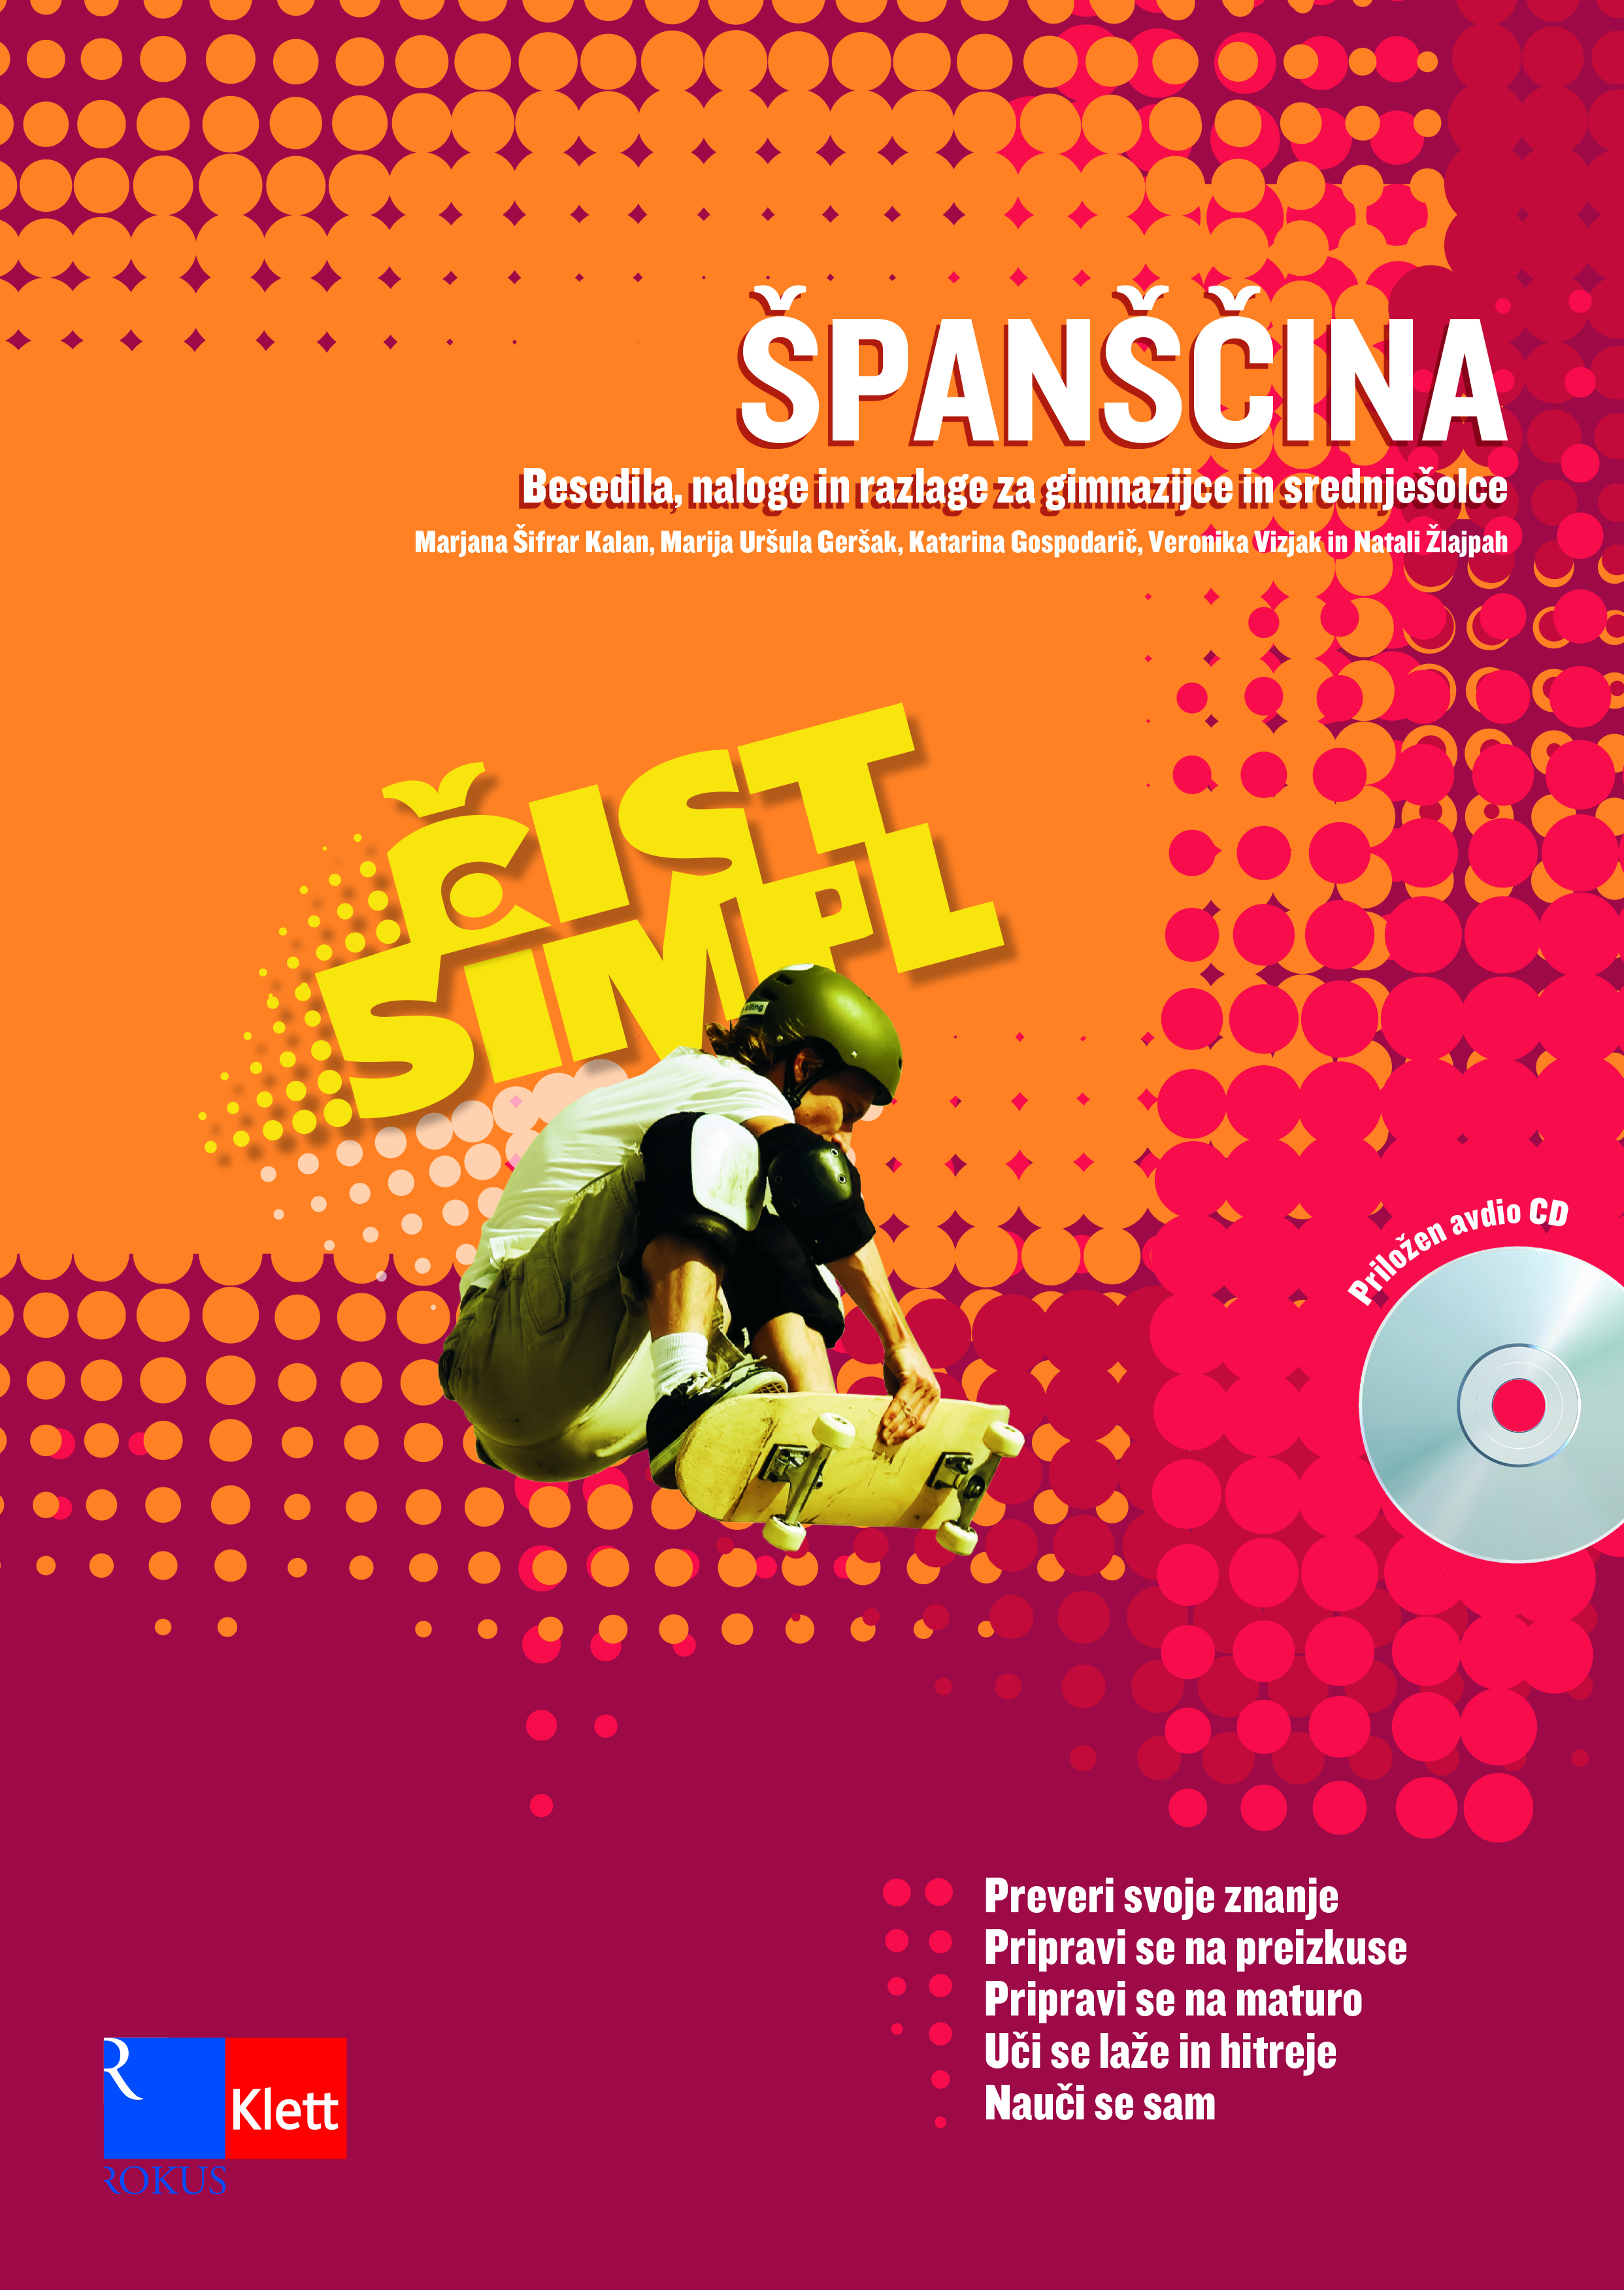 ŠPANŠČINA
Besedila, naloge in razlage za gimnazijce in srednješolce
Marjana Šifrar Kalan, Marija Uršula Geršak, Katarina Gospodarič, Veronika Vizjak in Natali Žlajpah
ČIST
SIMPL
Priložen avdio CD
Preveri svoje znanje
Pripravi se na preizkuse
Pripravi se na maturo
Uči se laže in hitreje
Nauči se sam
R
Klett
ROKUS